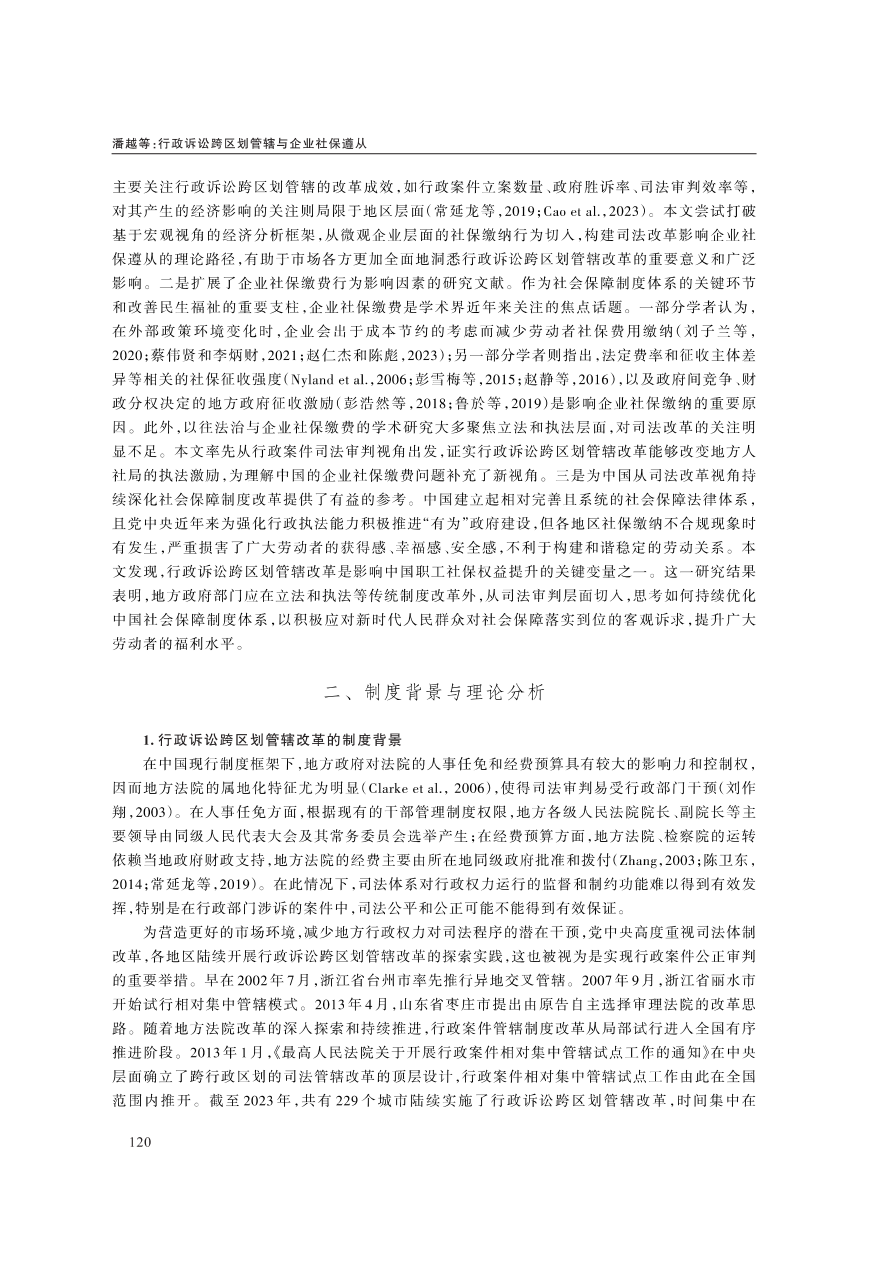 潘越等:行政诉讼跨区划管辖与企业社保遵从
主要关注行政诉讼跨区划管辖的改革成效,如行政案件立案数量、政府胜诉率、司法审判效率等,
对其产生的经济影响的关注则局限于地区层面(常延龙等,2019;Cao et al.,2023)。本文尝试打破
基于宏观视角的经济分析框架,从微观企业层面的社保缴纳行为切入,构建司法改革影响企业社
保遵从的理论路径,有助于市场各方更加全面地洞悉行政诉讼跨区划管辖改革的重要意义和广泛
影响。二是扩展了企业社保缴费行为影响因素的研究文献。作为社会保障制度体系的关键环节
和改善民生福祉的重要支柱,企业社保缴费是学术界近年来关注的焦点话题。一部分学者认为,
在外部政策环境变化时,企业会出于成本节约的考虑而减少劳动者社保费用缴纳(刘子兰等,
2020;蔡伟贤和李炳财,2021;赵仁杰和陈彪,2023);另一部分学者则指出,法定费率和征收主体差
异等相关的社保征收强度(Nyland et al.,2006;彭雪梅等,2015;赵静等,2016),以及政府间竞争、财
政分权决定的地方政府征收激励(彭浩然等,2018;鲁於等,2019)是影响企业社保缴纳的重要原
因。此外,以往法治与企业社保缴费的学术研究大多聚焦立法和执法层面,对司法改革的关注明
显不足。本文率先从行政案件司法审判视角出发,证实行政诉讼跨区划管辖改革能够改变地方人
社局的执法激励,为理解中国的企业社保缴费问题补充了新视角。三是为中国从司法改革视角持
续深化社会保障制度改革提供了有益的参考。中国建立起相对完善且系统的社会保障法律体系,
且党中央近年来为强化行政执法能力积极推进“有为”政府建设,但各地区社保缴纳不合规现象时
有发生,严重损害了广大劳动者的获得感、幸福感、安全感,不利于构建和谐稳定的劳动关系。本
文发现,行政诉讼跨区划管辖改革是影响中国职工社保权益提升的关键变量之一。这一研究结果
表明,地方政府部门应在立法和执法等传统制度改革外,从司法审判层面切入,思考如何持续优化
中国社会保障制度体系,以积极应对新时代人民群众对社会保障落实到位的客观诉求,提升广大
劳动者的福利水平。
二、制度背景与理论分析
1. 行政诉讼跨区划管辖改革的制度背景
在中国现行制度框架下,地方政府对法院的人事任免和经费预算具有较大的影响力和控制权,
因而地方法院的属地化特征尤为明显(Clarke et al., 2006),使得司法审判易受行政部门干预(刘作
翔,2003)。在人事任免方面,根据现有的干部管理制度权限,地方各级人民法院院长、副院长等主
要领导由同级人民代表大会及其常务委员会选举产生;在经费预算方面,地方法院、检察院的运转
依赖当地政府财政支持,地方法院的经费主要由所在地同级政府批准和拨付(Zhang,2003;陈卫东,
2014;常延龙等,2019)。在此情况下,司法体系对行政权力运行的监督和制约功能难以得到有效发
挥,特别是在行政部门涉诉的案件中,司法公平和公正可能不能得到有效保证。
为营造更好的市场环境,减少地方行政权力对司法程序的潜在干预,党中央高度重视司法体制
改革,各地区陆续开展行政诉讼跨区划管辖改革的探索实践,这也被视为是实现行政案件公正审判
的重要举措。早在 2002 年 7 月,浙江省台州市率先推行异地交叉管辖。2007 年 9 月,浙江省丽水市
开始试行相对集中管辖模式。2013 年 4 月,山东省枣庄市提出由原告自主选择审理法院的改革思
路。随着地方法院改革的深入探索和持续推进,行政案件管辖制度改革从局部试行进入全国有序
推进阶段。2013 年 1 月,《最高人民法院关于开展行政案件相对集中管辖试点工作的通知》在中央
层面确立了跨行政区划的司法管辖改革的顶层设计,行政案件相对集中管辖试点工作由此在全国
范围内推开。截至 2023 年,共有 229 个城市陆续实施了行政诉讼跨区划管辖改革,时间集中在
120